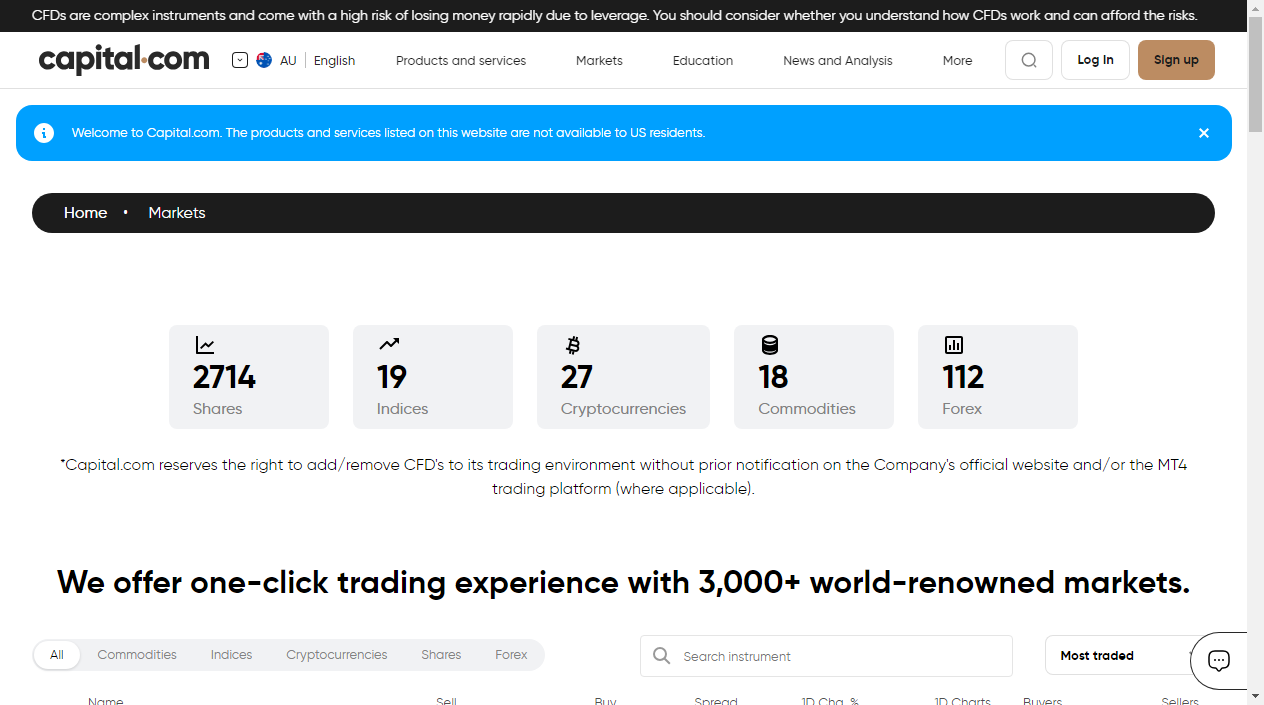 CFDs are complex instruments and come with a high risk of losing money rapidly due to leverage. You should consider whether you understand how CFDs work and can afford the risks.
capital.com AU English Products and services Markets Education News and Analysis More Log In Sign up
Welcome to Capital.com. The products and services listed on this website are not available to US residents.
Home • Markets
2714 19 27 18 112
Shares Indices Cryptocurrencies Commodities Forex
*Capital.com reserves the right to add/remove CFD's to its trading environment without prior notification on the Company's official website and/or the MT4
trading platform (where applicable).
We offer one-click trading experience with 3,000+ world-renowned markets.
All Commodities Indices Cryptocurrencies Shares Forex Search instrument Most traded
Name Sell Buy Spread 1D Chg, % 1D Charts Buyers Sellers